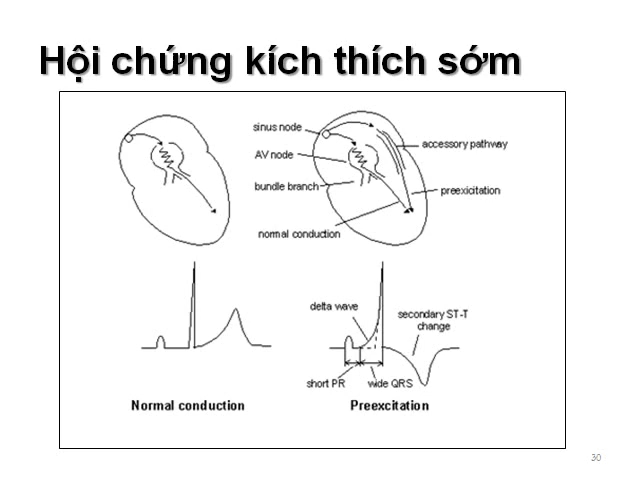 Hội chứng kích thích sớm
sinus node
AV node
bundle branch
normal conduction
accessory pathway
preexicitation
delta wave
secondary ST-T
change
short PR
wide QRS
Normal conduction
Preexcitation
30